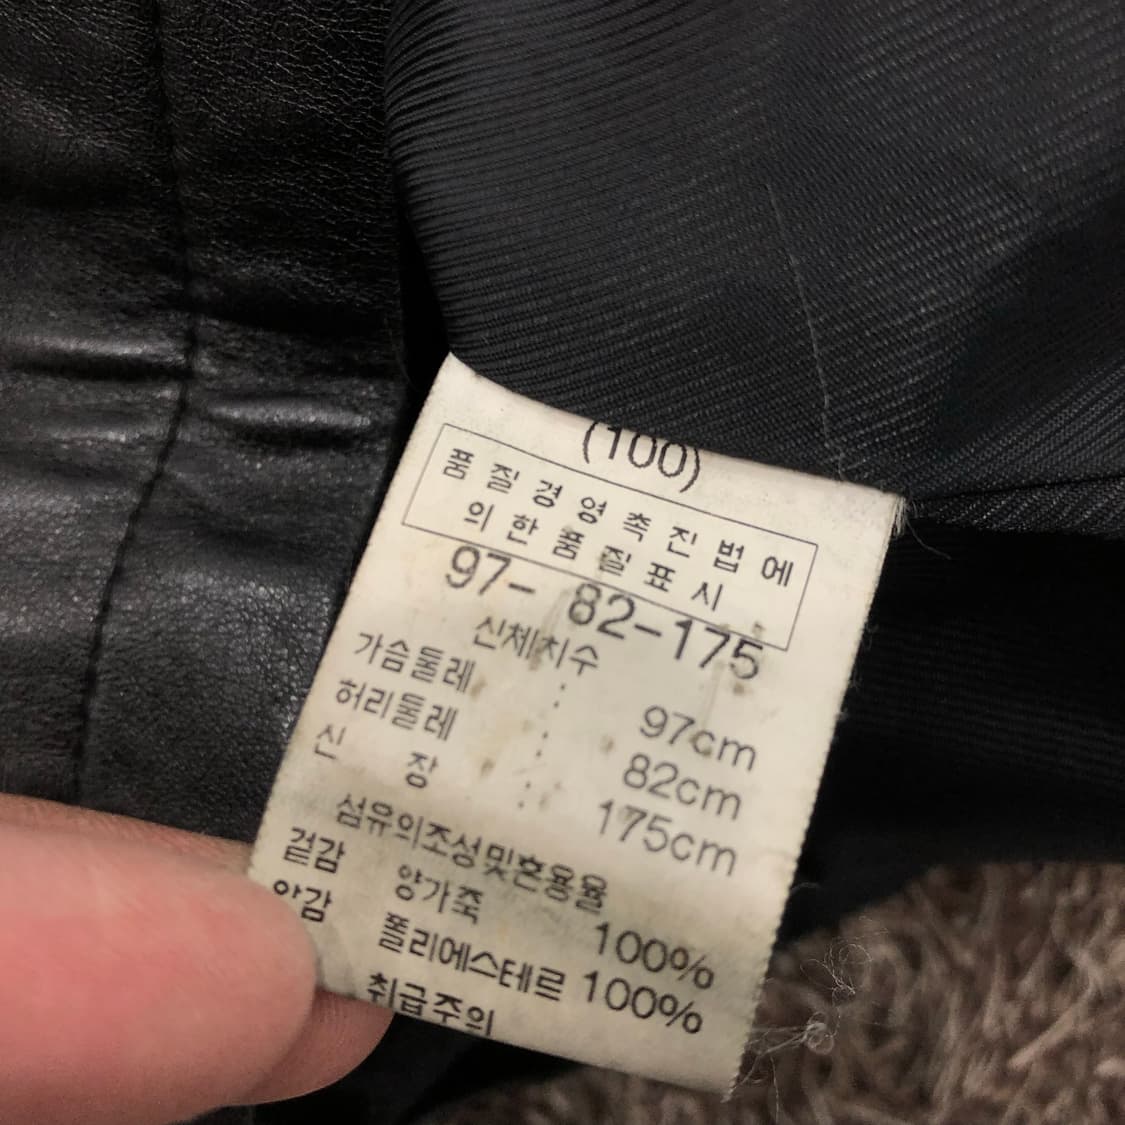 (100)
품질경영촉진법에
의한품질표시
97-82-175
신체치수
가슴둘레 : 97cm
허리둘레 : 82cm
신 장 : 175cm
섬유의조성및혼용율
겉감 양가죽 100%
안감 폴리에스테르 100%
취급주의